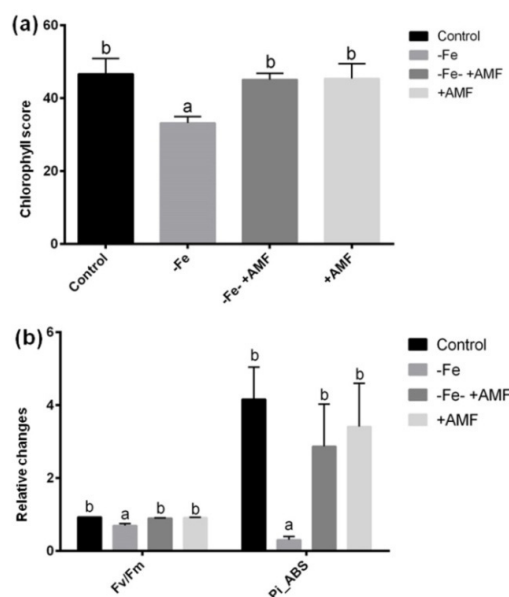 (a)
60
40
20
0
Chlorophyll score
b
a
b
b
Control
-Fe
-Fe- +AMF
+AMF
Control
-Fe
-Fe- +AMF
+AMF
(b)
6
4
2
0
Relative changes
b a b b
b a b b
Fv/Fm
Pi_ABS
Control
-Fe
-Fe- +AMF
+AMF